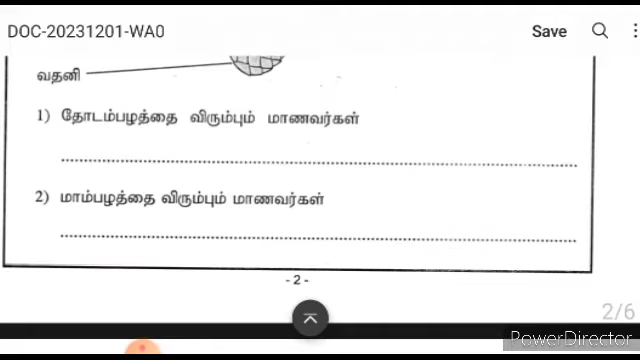 DOC-20231201-WA0
Save
வதனி
1) தோடம்பழத்தை விரும்பும் மாணவர்கள்
2) மாம்பழத்தை விரும்பும் மாணவர்கள்
- 2 -
2/6
PowerDirector